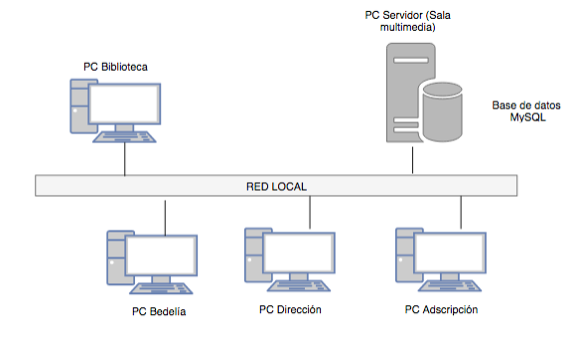 PC Servidor (Sala
multimedia)
PC Biblioteca
Base de datos
MySQL
RED LOCAL
PC Bedelía
PC Dirección
PC Adscripción